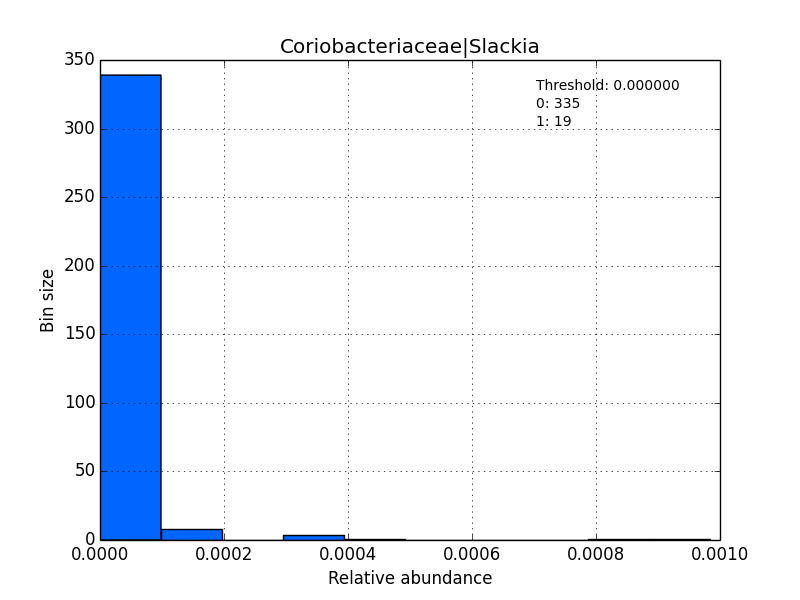 Coriobacteriaceae|Slackia
Threshold: 0.000000
0: 335
1: 19
350
300
250
200
150
100
50
0
Bin size
0.0000 0.0002 0.0004 0.0006 0.0008 0.0010
Relative abundance